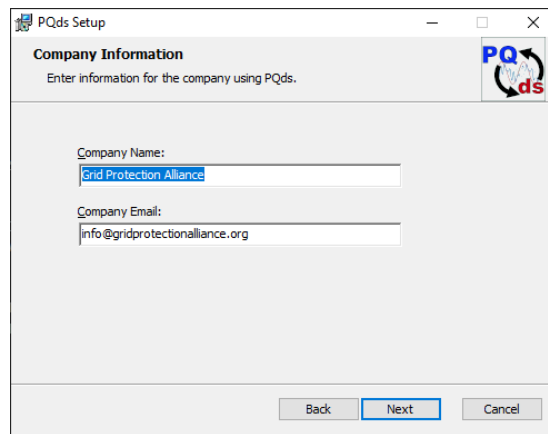 PQds Setup
Company Information
Enter information for the company using PQds.
PQ
ds
Company Name:
Grid Protection Alliance
Company Email:
info@gridprotectionalliance.org
Back Next Cancel